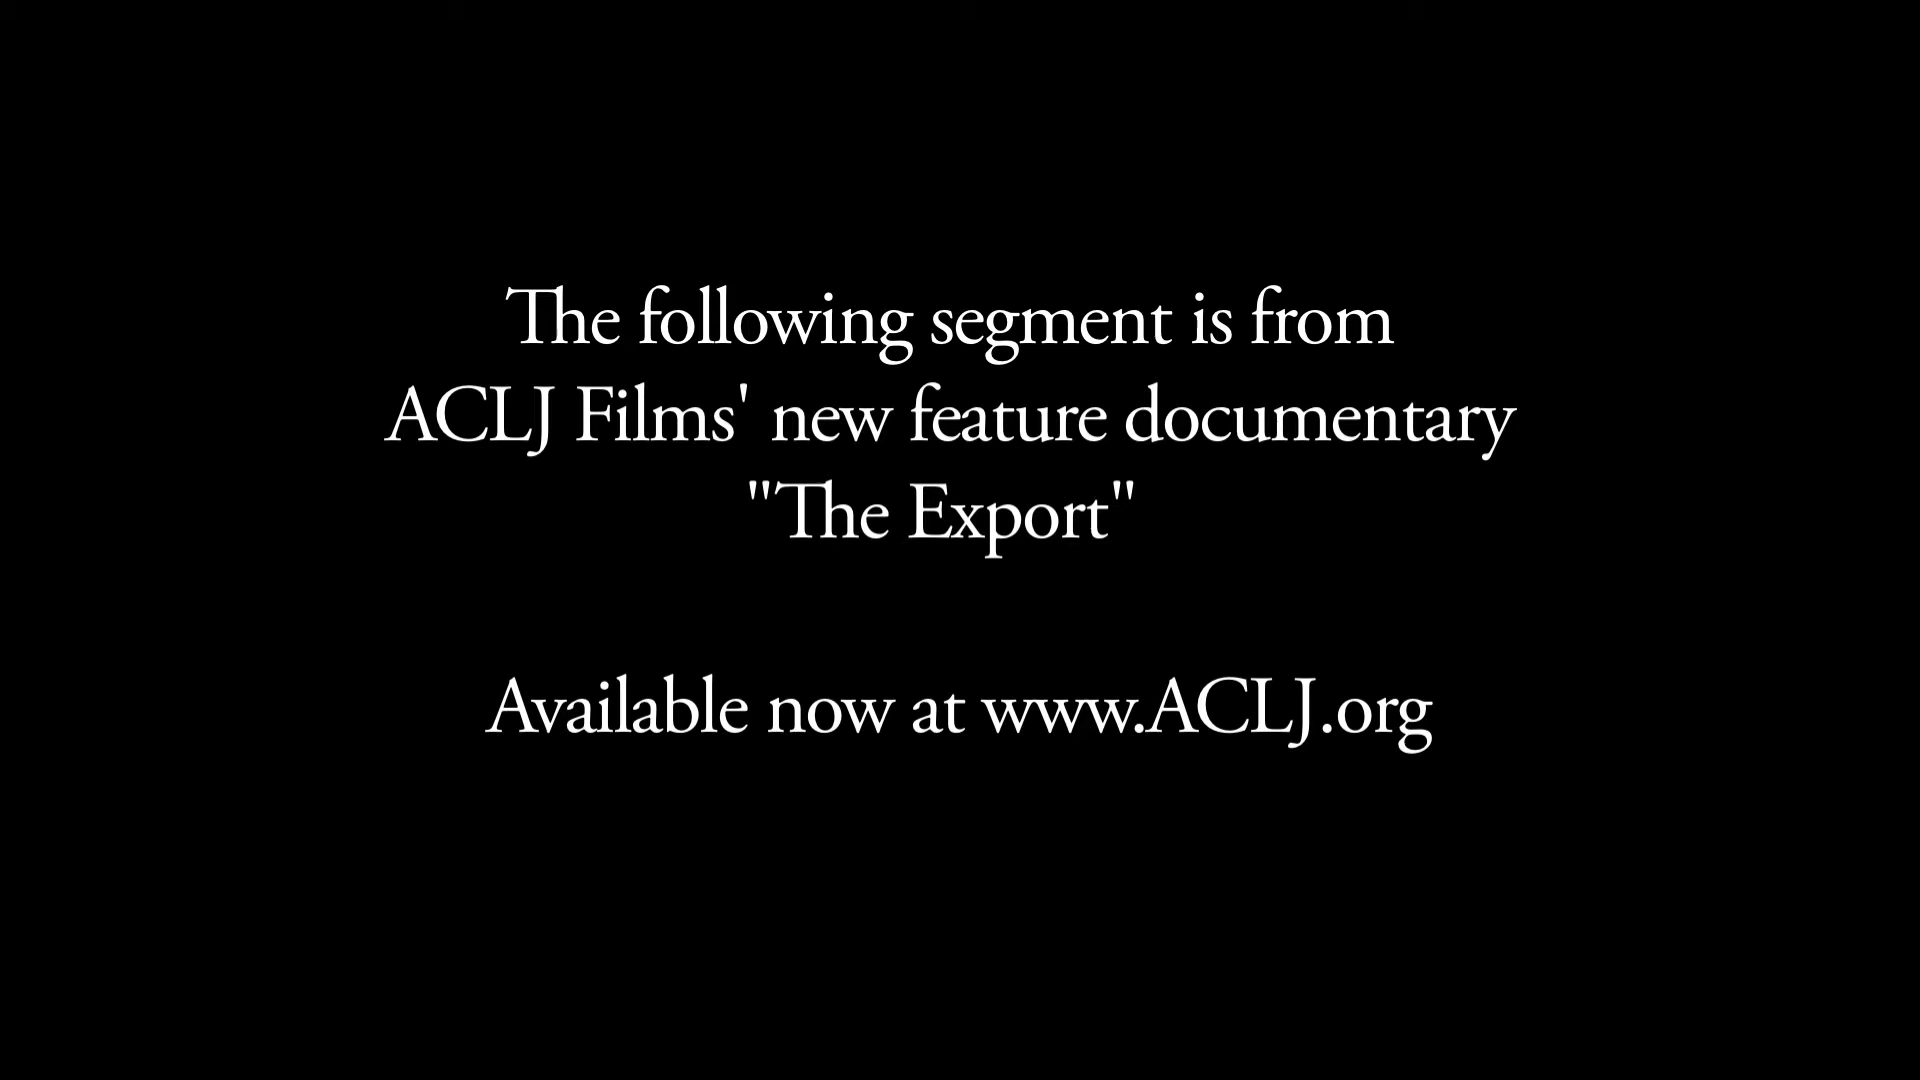 The following segment is from
ACLJ Films' new feature documentary
"The Export"
Available now at www.ACLJ.org